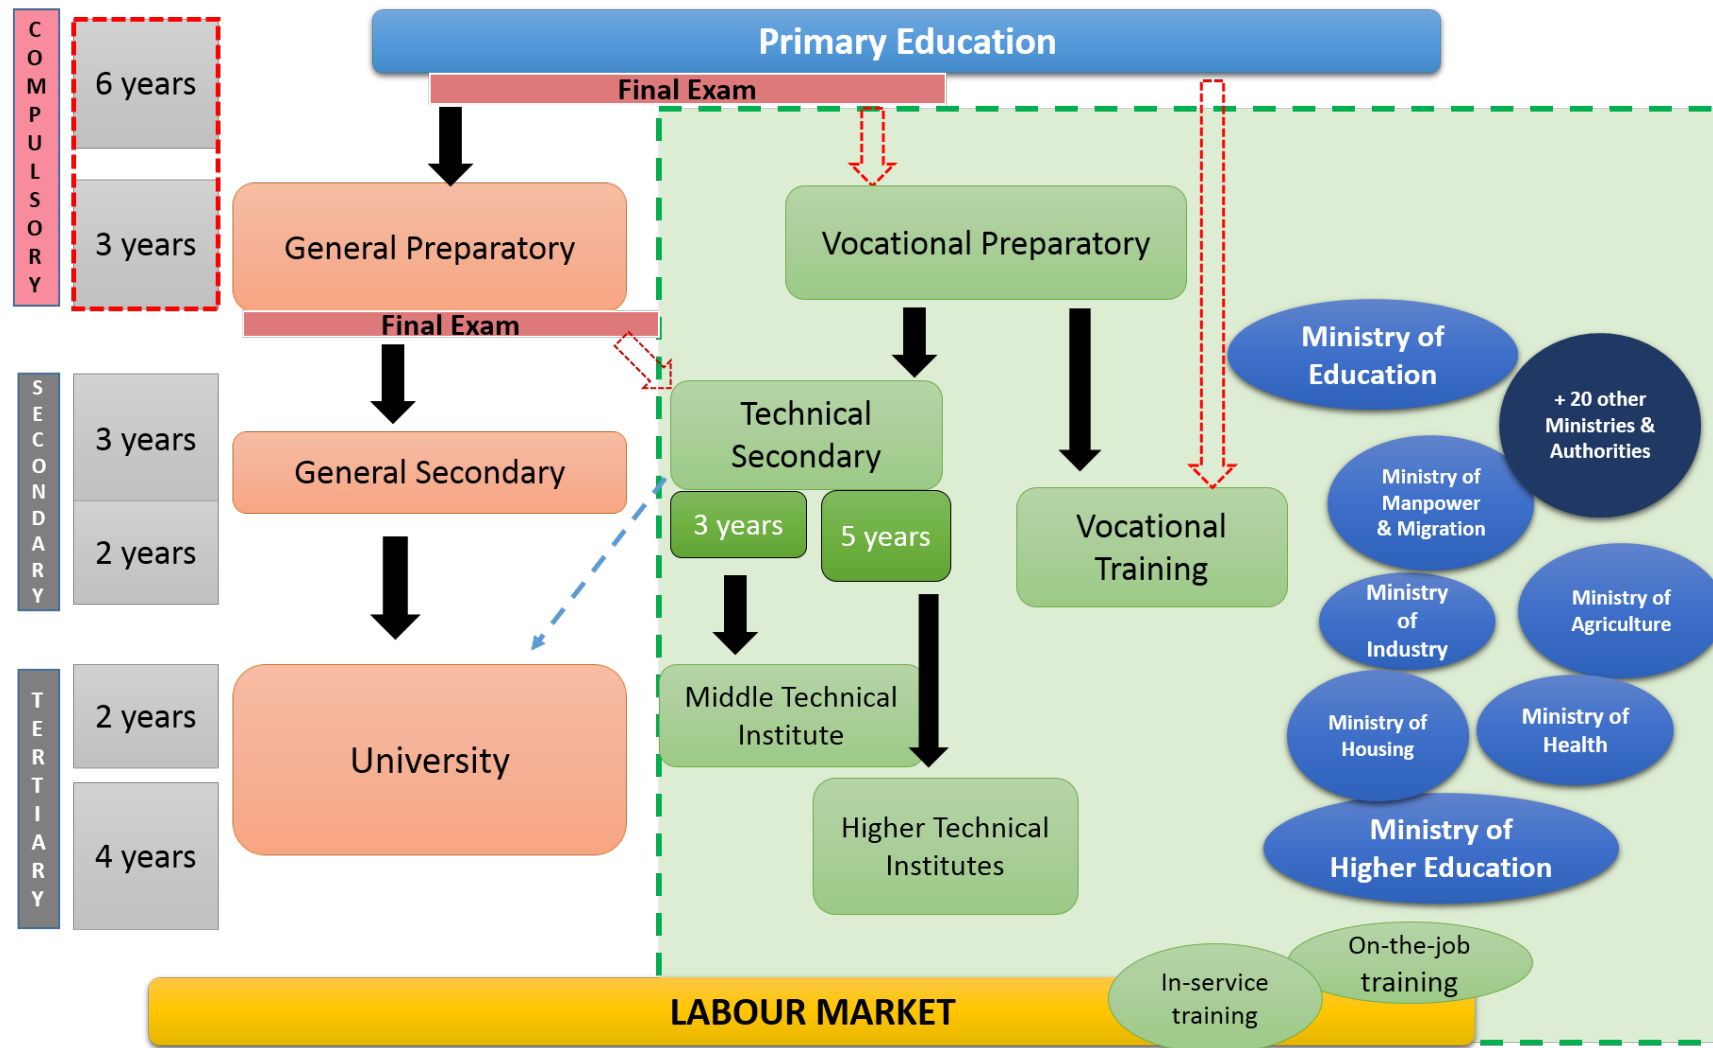 COMPULSORY
6 years
3 years
Primary Education
Final Exam
General Preparatory
Vocational Preparatory
Final Exam
SECONDARY
3 years
2 years
General Secondary
Technical
Secondary
3 years
5 years
Vocational
Training
Ministry of
Education
+ 20 other
Ministries &
Authorities
Ministry of
Manpower
& Migration
Ministry
of
Industry
Ministry of
Agriculture
Ministry of
Housing
Ministry of
Health
Ministry of
Higher Education
TERTIARY
2 years
4 years
University
Middle Technical
Institute
Higher Technical
Institutes
On-the-job
training
In-service
training
LABOUR MARKET